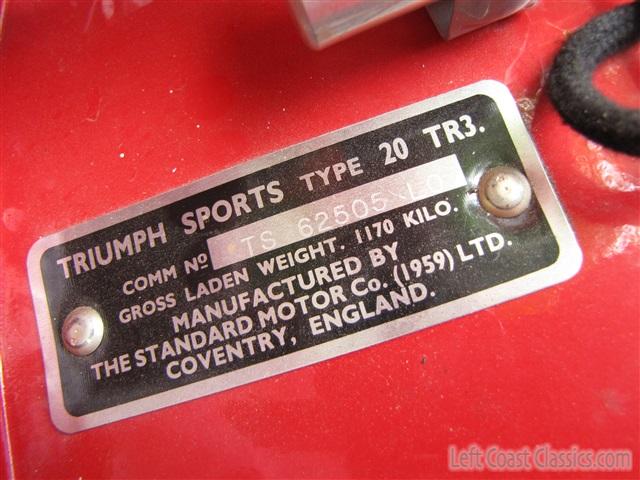 TRIUMPH SPORTS TYPE 20 TR3.
COMM Nº TS 62505 LO
GROSS LADEN WEIGHT. 1170 KILO.
MANUFACTURED BY
THE STANDARD MOTOR Co. (1959) LTD.
COVENTRY, ENGLAND.
Left Coast Classics.com